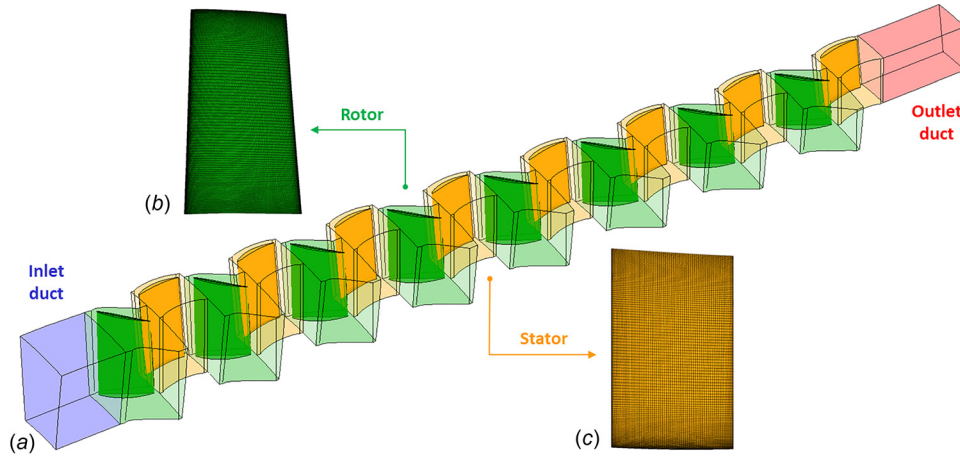 Rotor
Outlet
duct
(b)
Inlet
duct
Stator
(a)
(c)